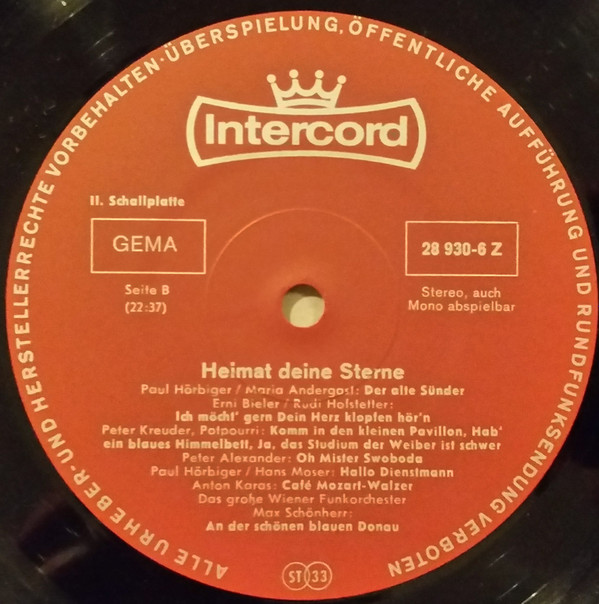 ALLE URHEBER- UND HERSTELLERRECHTE VORBEHALTEN · ÜBERSPIELUNG, ÖFFENTLICHE AUFFÜHRUNG UND RUNDFUNKSENDUNG VERBOTEN
Intercord
II. Schallplatte
GEMA
28 930-6 Z
Seite B
(22:37)
Stereo, auch
Mono abspielbar
Heimat deine Sterne
Paul Hörbiger / Maria Andergast: Der alte Sünder
Erni Bieler / Rudi Hofstetter:
Ich möcht' gern Dein Herz klopfen hör'n
Peter Kreuder, Potpourri: Komm in den kleinen Pavillon, Hab'
ein blaues Himmelbett, Ja, das Studium der Weiber ist schwer
Peter Alexander: Oh Mister Swoboda
Paul Hörbiger / Hans Moser: Hallo Dienstmann
Anton Karas: Café Mozart-Walzer
Das große Wiener Funkorchester
Max Schönherr:
An der schönen blauen Donau
ST 33